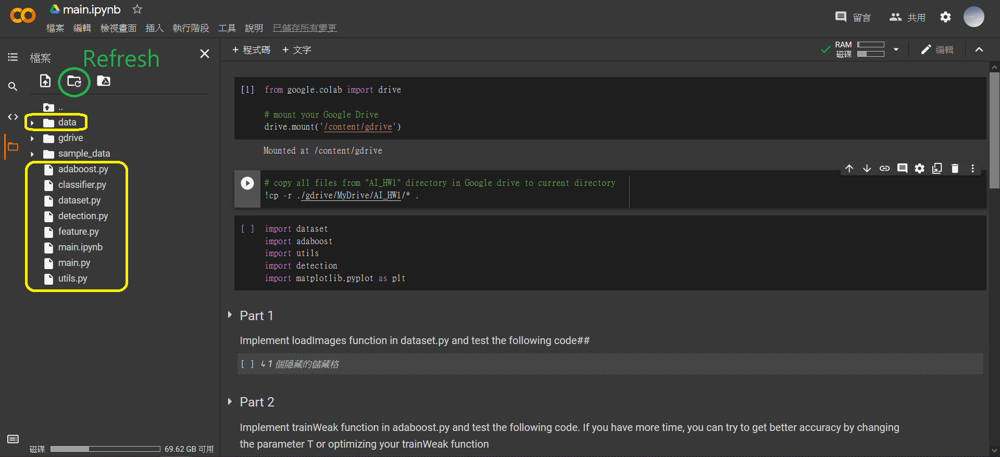 main.ipynb
檔案 編輯 檢視畫面 插入 執行階段 工具 說明 已儲存所有變更
留言 共用
檔案
Refresh
..
data
gdrive
sample_data
adaboost.py
classifier.py
dataset.py
detection.py
feature.py
main.ipynb
main.py
utils.py
磁碟 69.62 GB 可用
+ 程式碼 + 文字
RAM
磁碟
編輯
[1] from google.colab import drive
# mount your Google Drive
drive.mount('/content/gdrive')
Mounted at /content/gdrive
# copy all files from "AI_HW1" directory in Google drive to current directory
!cp -r ./gdrive/MyDrive/AI_HW1/* .
[ ] import dataset
import adaboost
import utils
import detection
import matplotlib.pyplot as plt
Part 1
Implement loadImages function in dataset.py and test the following code##
[ ] ↳ 1 個隱藏的儲藏格
Part 2
Implement trainWeak function in adaboost.py and test the following code. If you have more time, you can try to get better accuracy by changing
the parameter T or optimizing your trainWeak function